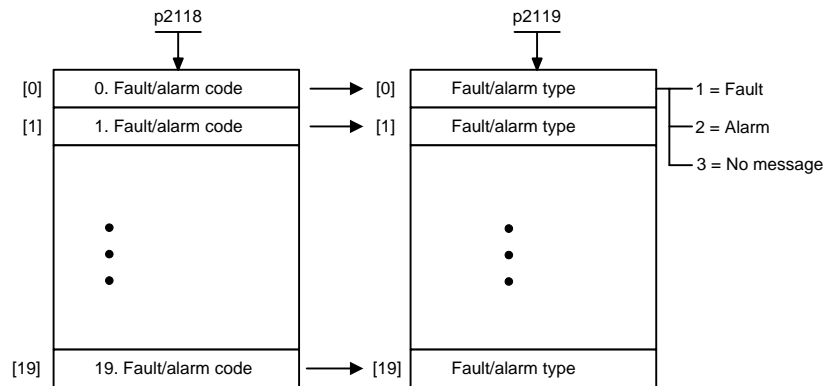 p2118 p2119
[0] 0. Fault/alarm code [0] Fault/alarm type 1 = Fault
[1] 1. Fault/alarm code [1] Fault/alarm type 2 = Alarm
3 = No message
[19] 19. Fault/alarm code [19] Fault/alarm type